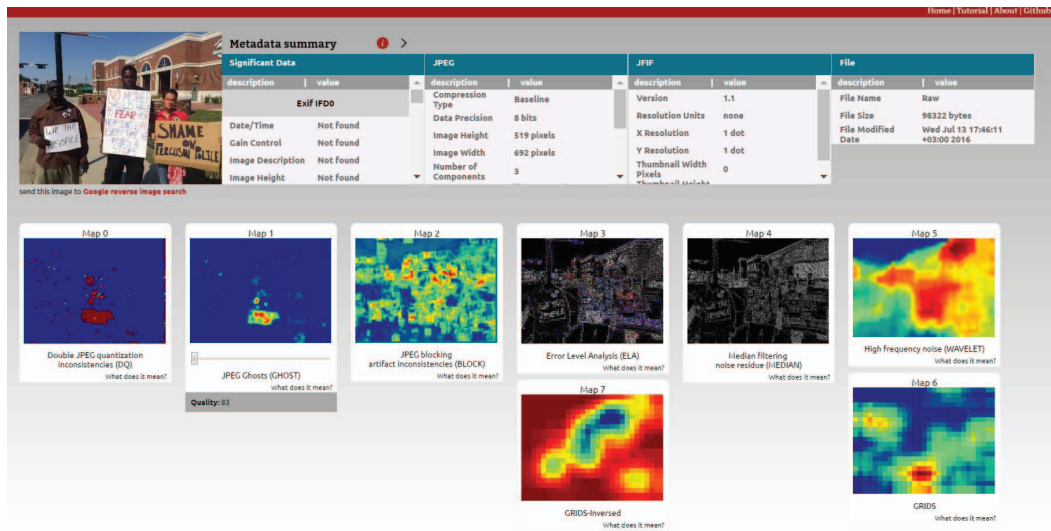 Home | Tutorial | About | Github
Metadata summary i >
Significant Data
description | value
Exif IFD0
Date/Time Not found
Gain Control Not found
Image Description Not found
Image Height Not found
JPEG
description | value
Compression Type Baseline
Data Precision 8 bits
Image Height 519 pixels
Image Width 692 pixels
Number of Components 3
JFIF
description | value
Version 1.1
Resolution Units none
X Resolution 1 dot
Y Resolution 1 dot
Thumbnail Width Pixels 0
Thumbnail Height
File
description | value
File Name Raw
File Size 98322 bytes
File Modified Date Wed Jul 13 17:46:11 +03:00 2016
WE THE
PEOPLE
NO MORE
FEAR
SHAME
ON
FERGUSON POLICE
send this image to Google reverse image search
Map 0
Double JPEG quantization
inconsistencies (DQ)
What does it mean?
Map 1
JPEG Ghosts (GHOST)
What does it mean?
Quality: 83
Map 2
JPEG blocking
artifact inconsistencies (BLOCK)
What does it mean?
Map 3
Error Level Analysis (ELA)
What does it mean?
Map 4
Median filtering
noise residue (MEDIAN)
What does it mean?
Map 5
High frequency noise (WAVELET)
What does it mean?
Map 7
GRIDS-Inversed
What does it mean?
Map 6
GRIDS
What does it mean?